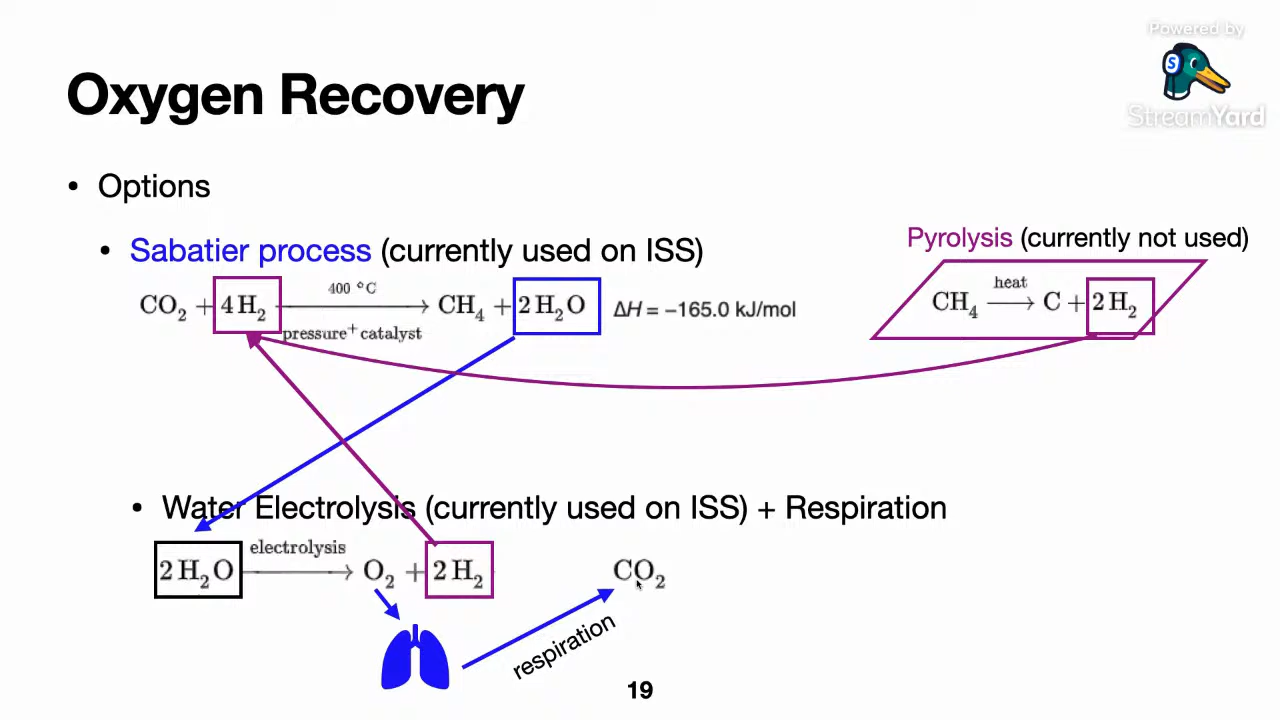 Powered by
S
StreamYard
Oxygen Recovery
• Options
• Sabatier process (currently used on ISS)
Pyrolysis (currently not used)
CO₂ + 4 H₂ 400 °C pressure⁺catalyst ⟶ CH₄ + 2 H₂O ΔH = −165.0 kJ/mol
CH₄ heat ⟶ C + 2 H₂
• Water Electrolysis (currently used on ISS) + Respiration
2 H₂O electrolysis ⟶ O₂ + 2 H₂
CO₂
respiration
19